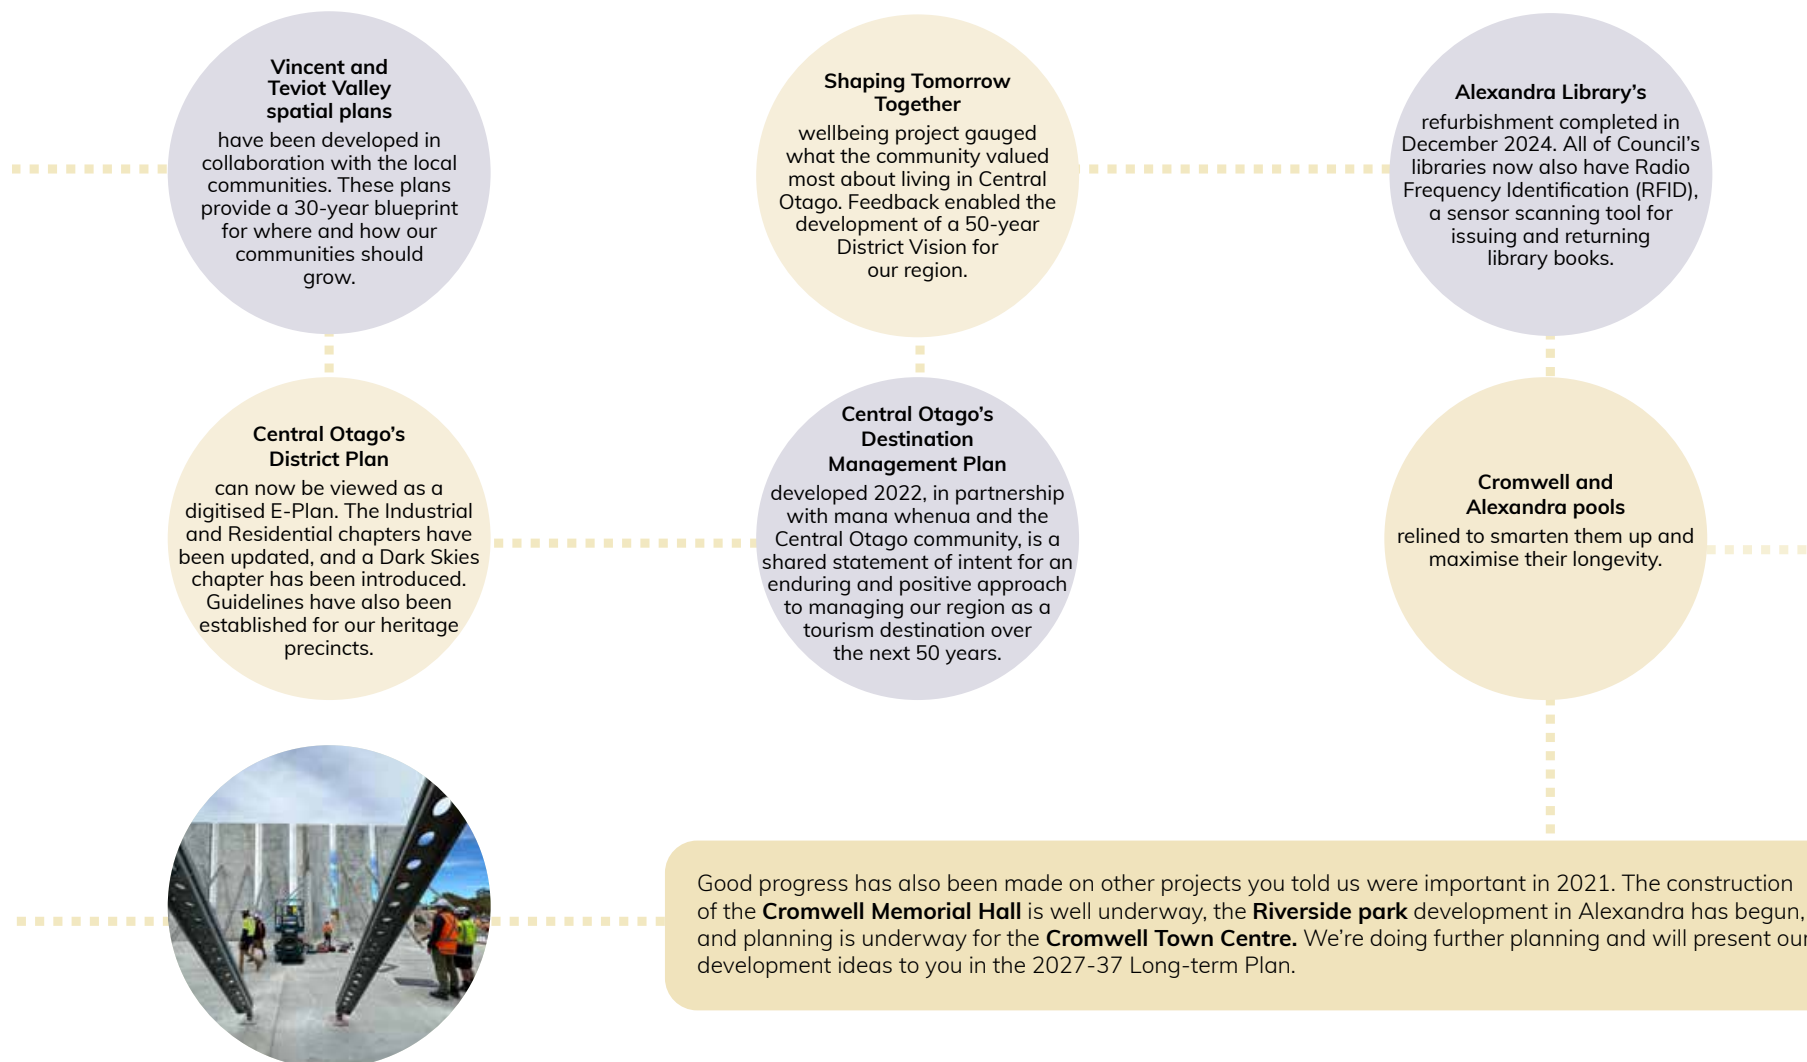 Vincent and
Teviot Valley
spatial plans
have been developed in
collaboration with the local
communities. These plans
provide a 30-year blueprint
for where and how our
communities should
grow.
Central Otago's
District Plan
can now be viewed as a
digitised E-Plan. The Industrial
and Residential chapters have
been updated, and a Dark Skies
chapter has been introduced.
Guidelines have also been
established for our heritage
precincts.
Central Otago's
Destination
Management Plan
developed 2022, in partnership
with mana whenua and the
Central Otago community, is a
shared statement of intent for an
enduring and positive approach
to managing our region as a
tourism destination over
the next 50 years.
Shaping Tomorrow
Together
wellbeing project gauged
what the community valued
most about living in Central
Otago. Feedback enabled the
development of a 50-year
District Vision for
our region.
Alexandra Library's
refurbishment completed in
December 2024. All of Council's
libraries now also have Radio
Frequency Identification (RFID),
a sensor scanning tool for
issuing and returning
library books.
Cromwell and
Alexandra pools
relined to smarten them up and
maximise their longevity.
Good progress has also been made on other projects you told us were important in 2021. The construction
of the Cromwell Memorial Hall is well underway, the Riverside park development in Alexandra has begun,
and planning is underway for the Cromwell Town Centre. We're doing further planning and will present our
development ideas to you in the 2027-37 Long-term Plan.